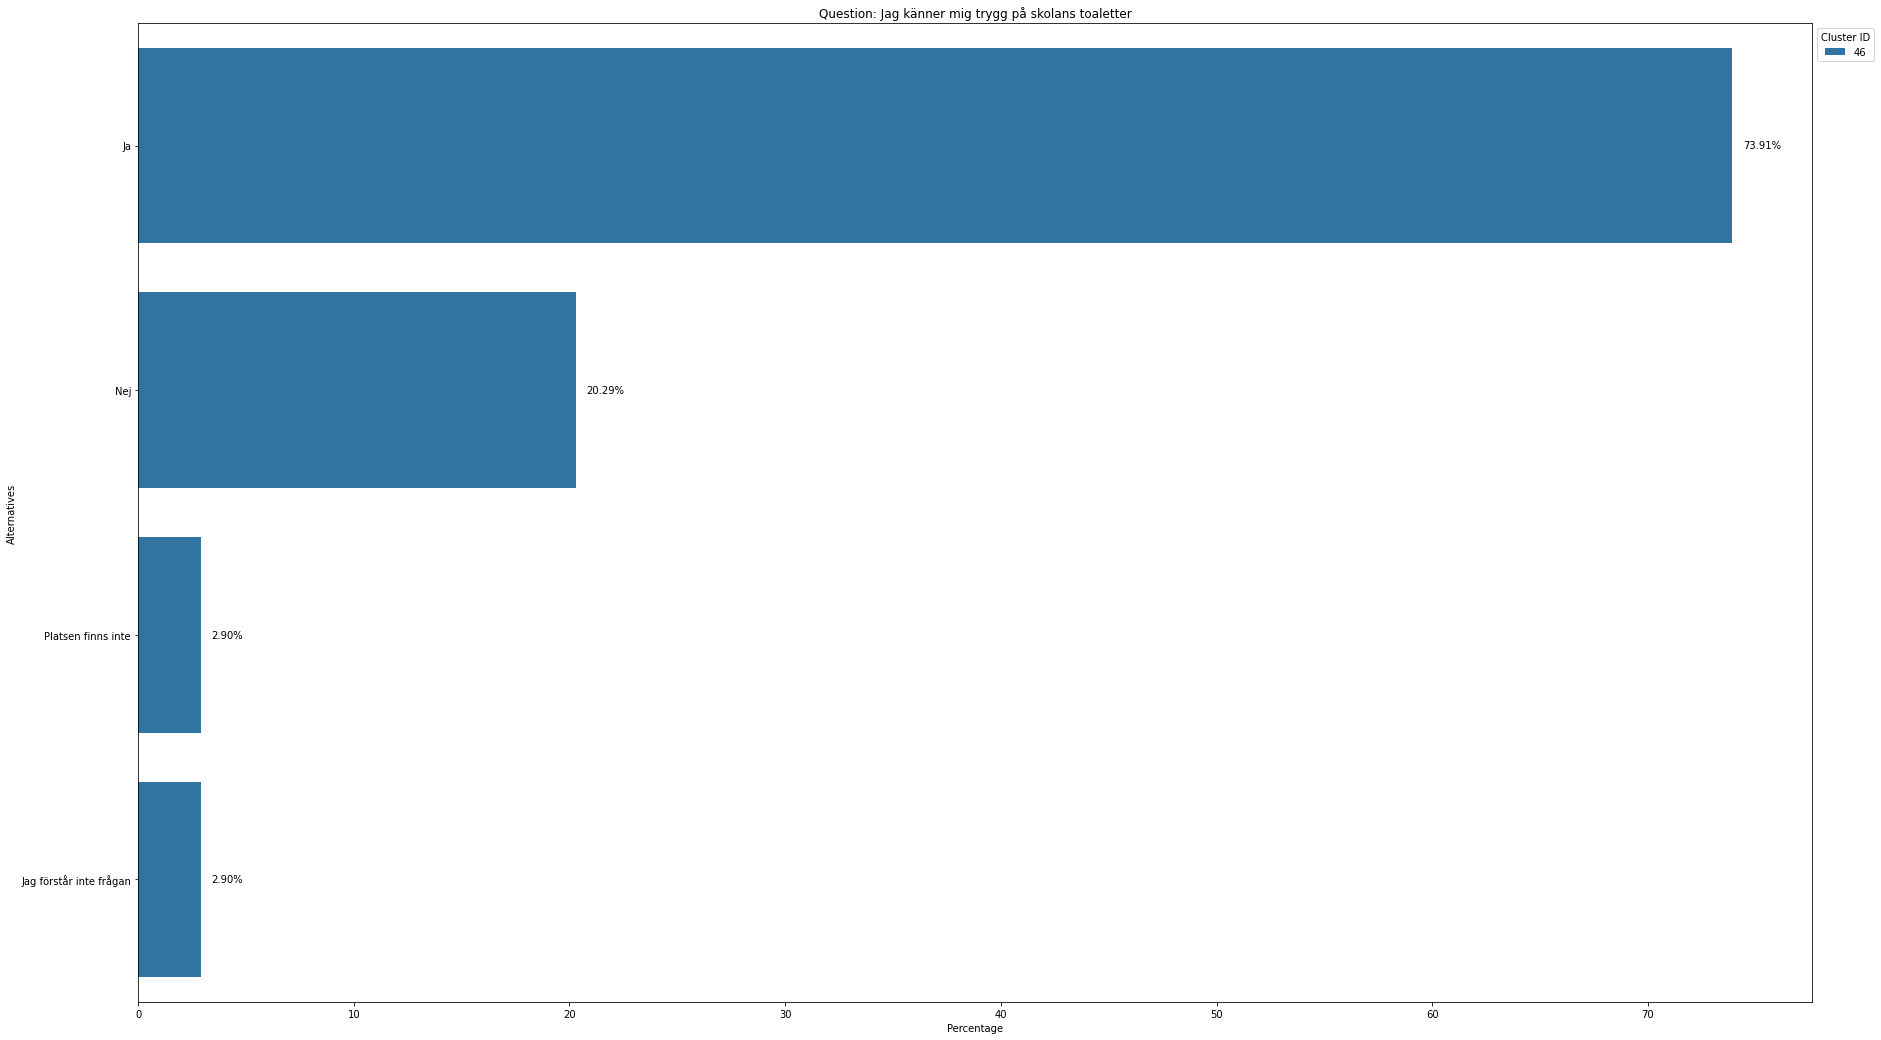 Question: Jag känner mig trygg på skolans toaletter
Cluster ID
46
Ja
73.91%
Nej
20.29%
Alternatives
Platsen finns inte
2.90%
Jag förstår inte frågan
2.90%
0 10 20 30 40 50 60 70
Percentage